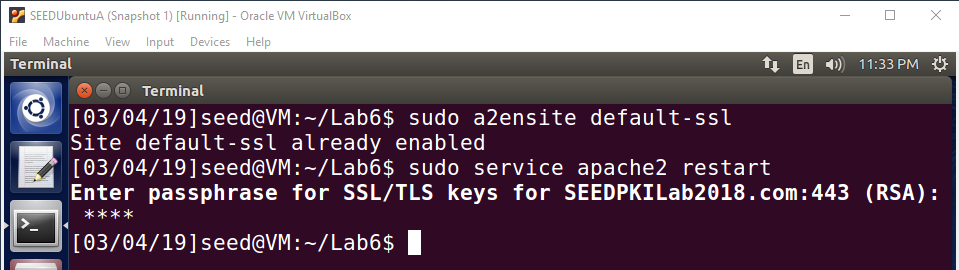 SEEDUbuntuA (Snapshot 1) [Running] - Oracle VM VirtualBox
File Machine View Input Devices Help
Terminal En 11:33 PM
Terminal
[03/04/19]seed@VM:~/Lab6$ sudo a2ensite default-ssl
Site default-ssl already enabled
[03/04/19]seed@VM:~/Lab6$ sudo service apache2 restart
Enter passphrase for SSL/TLS keys for SEEDPKILab2018.com:443 (RSA):
****
[03/04/19]seed@VM:~/Lab6$